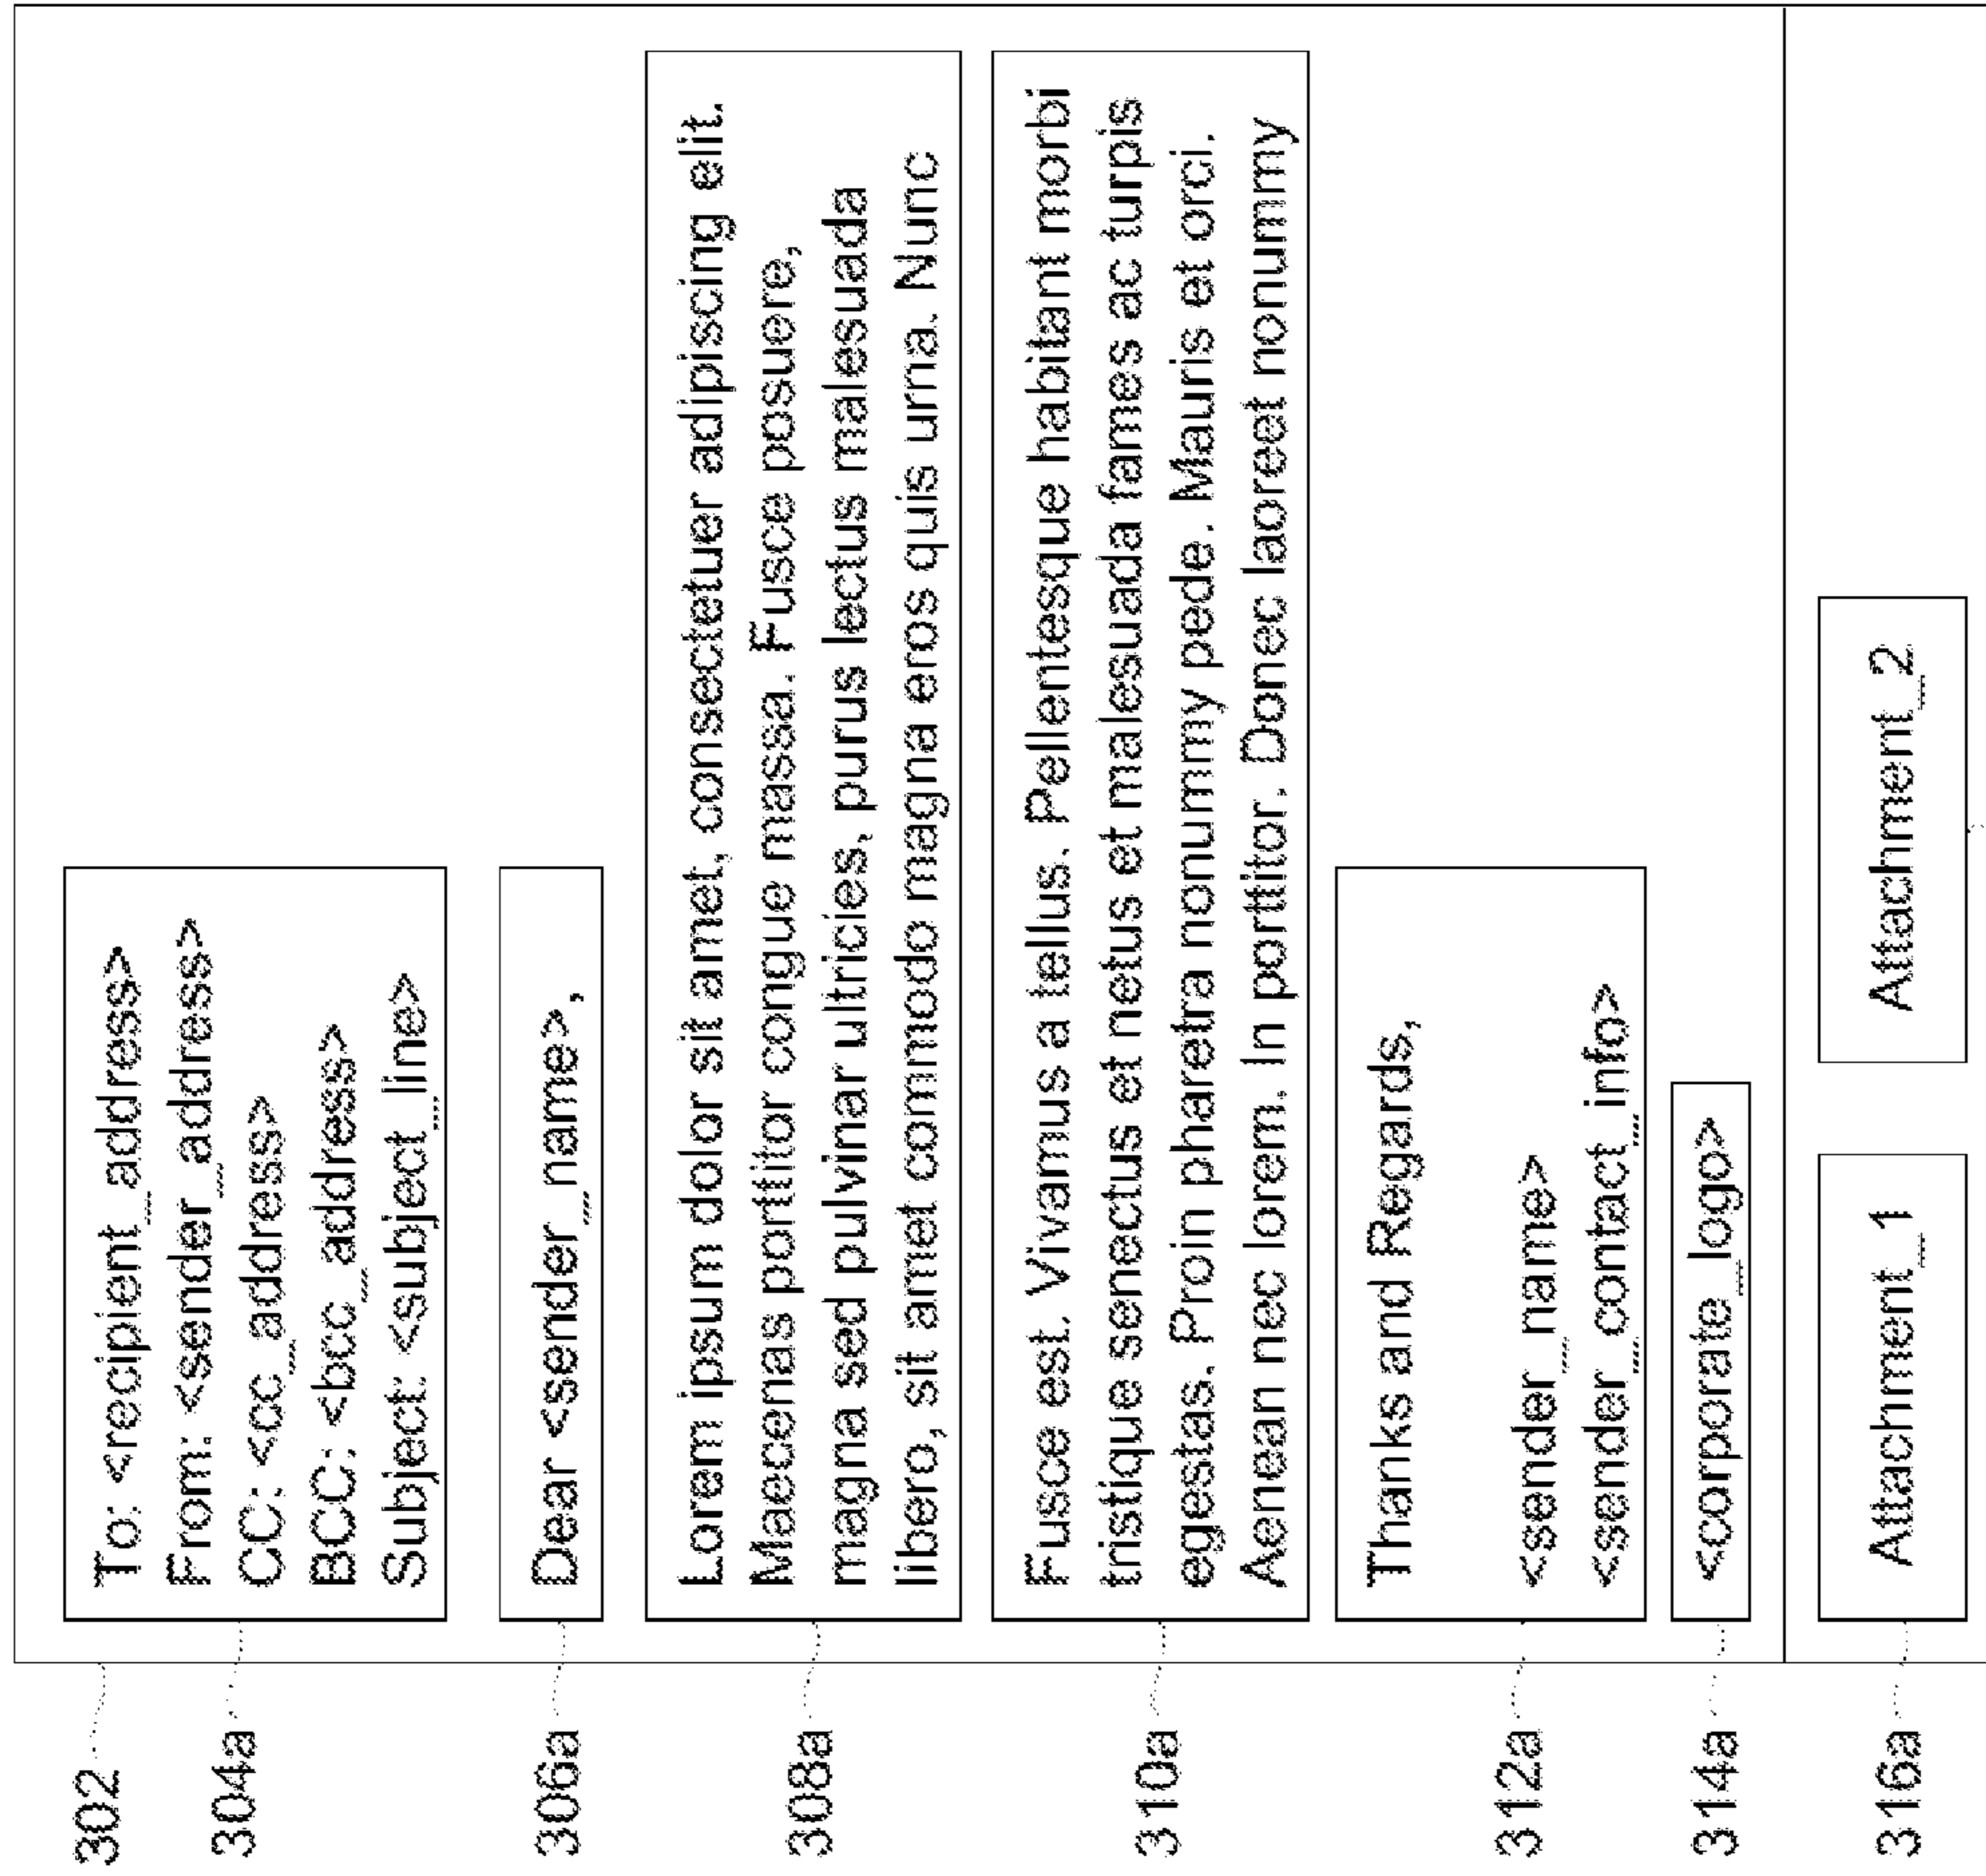 302
304a
To: <recipient_address>
From: <sender_address>
CC: <cc_address>
BCC: <bcc_address>
Subject: <subject_line>
306a
Dear <sender_name>,
308a
Lorem ipsum dolor sit amet, consectetuer adipiscing elit.
Maecenas porttitor congue massa. Fusce posuere,
magna sed pulvinar ultricies, purus lectus malesuada
libero, sit amet commodo magna eros quis urna. Nunc
310a
Fusce est. Vivamus a tellus. Pellentesque habitant morbi
tristique senectus et netus et malesuada fames ac turpis
egestas. Proin pharetra nonummy pede. Mauris et orci.
Aenean nec lorem. In porttitor. Donec laoreet nonummy
312a
Thanks and Regards,
<sender_name>
<sender_contact_info>
314a
<corporate_logo>
316a
Attachment_1
Attachment_2